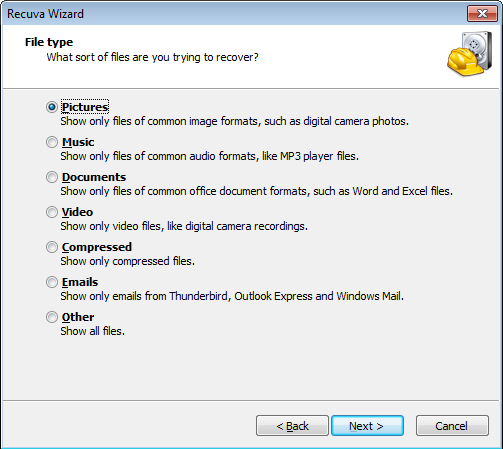 Recuva Wizard
File type
What sort of files are you trying to recover?
Pictures
Show only files of common image formats, such as digital camera photos.
Music
Show only files of common audio formats, like MP3 player files.
Documents
Show only files of common office document formats, such as Word and Excel files.
Video
Show only video files, like digital camera recordings.
Compressed
Show only compressed files.
Emails
Show only emails from Thunderbird, Outlook Express and Windows Mail.
Other
Show all files.
< Back Next > Cancel